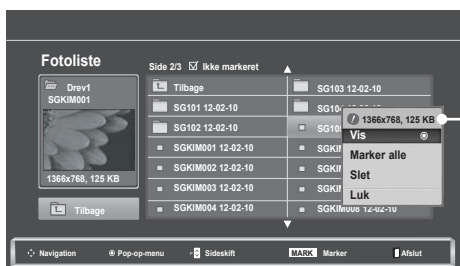 Fotoliste
Side 2/3 Ikke markeret
Drev1
SGKIM001
1366x768, 125 KB
Tilbage
Tilbage
SG101 12-02-10
SG102 12-02-10
SGKIM001 12-02-10
SGKIM002 12-02-10
SGKIM003 12-02-10
SGKIM004 12-02-10
SG103 12-02-10
SGKIM008 12-02-10
1366x768, 125 KB
Vis
Marker alle
Slet
Luk
Navigation Pop-op-menu Sideskift MARK Marker Afslut